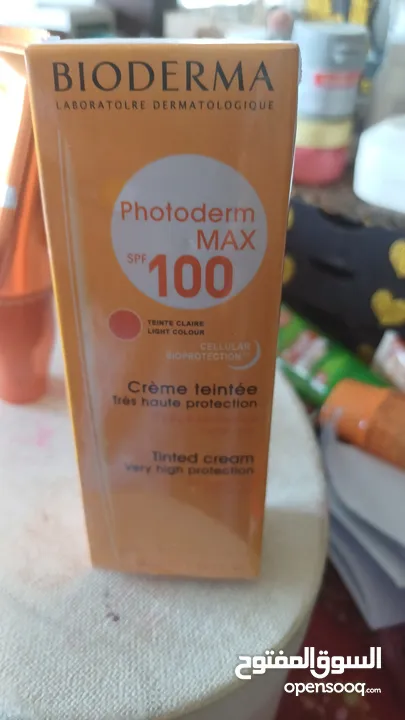 BIODERMA
LABORATOLRE DERMATOLOGIQUE
Photoderm
MAX
SPF 100
TEINTE CLAIRE
LIGHT COLOUR
CELLULAR
BIOPROTECTION
Crème teintée
Très haute protection
Tinted cream
very high protection
السوق المفتوح
opensooq.com